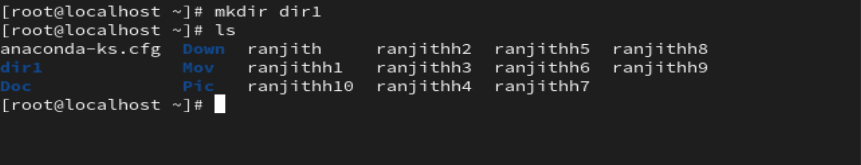 [root@localhost ~]# mkdir dir1
[root@localhost ~]# ls
anaconda-ks.cfg  Down  ranjith    ranjithh2  ranjithh5  ranjithh8
dir1             Mov   ranjithh1  ranjithh3  ranjithh6  ranjithh9
Doc              Pic   ranjithh10 ranjithh4  ranjithh7
[root@localhost ~]#